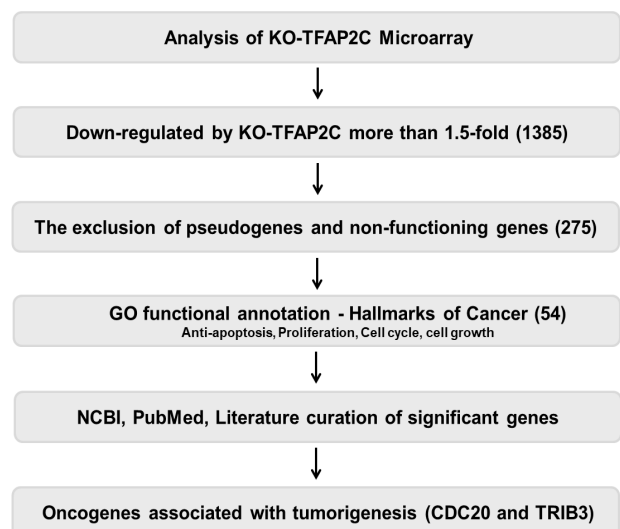 Analysis of KO-TFAP2C Microarray
Down-regulated by KO-TFAP2C more than 1.5-fold (1385)
The exclusion of pseudogenes and non-functioning genes (275)
GO functional annotation - Hallmarks of Cancer (54)
Anti-apoptosis, Proliferation, Cell cycle, cell growth
NCBI, PubMed, Literature curation of significant genes
Oncogenes associated with tumorigenesis (CDC20 and TRIB3)